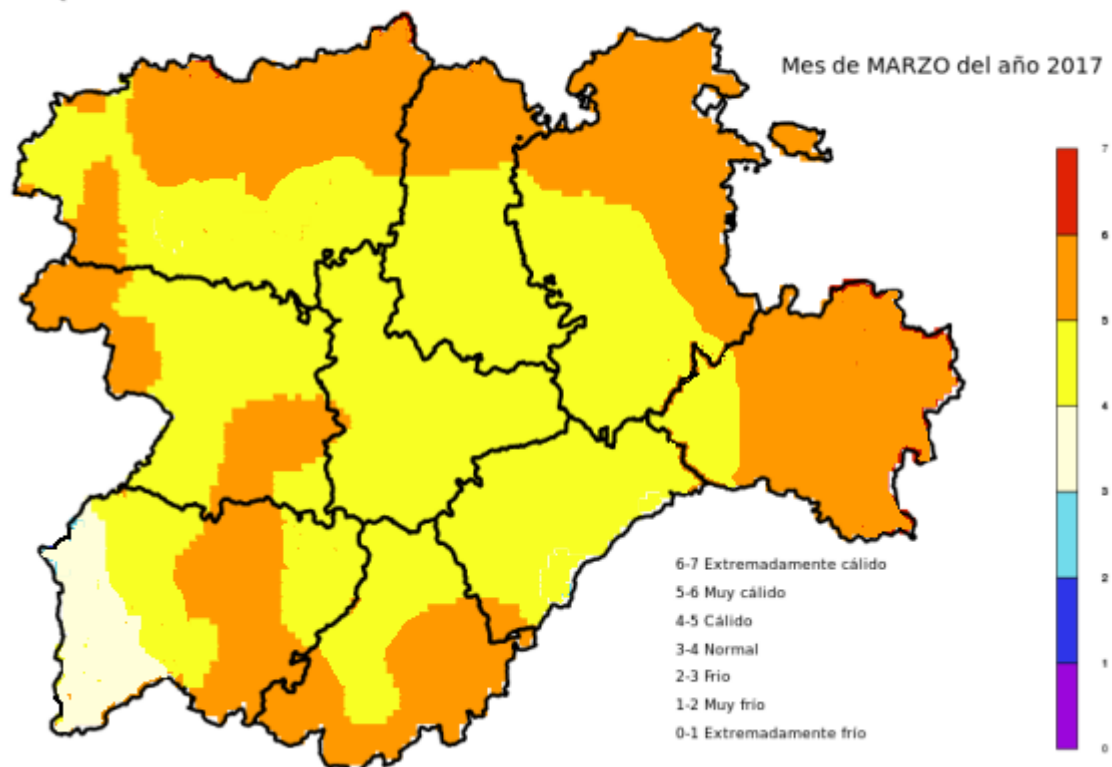 Mes de MARZO del año 2017
7
6
5
4
3
2
1
0
6-7 Extremadamente cálido
5-6 Muy cálido
4-5 Cálido
3-4 Normal
2-3 Frio
1-2 Muy frío
0-1 Extremadamente frío